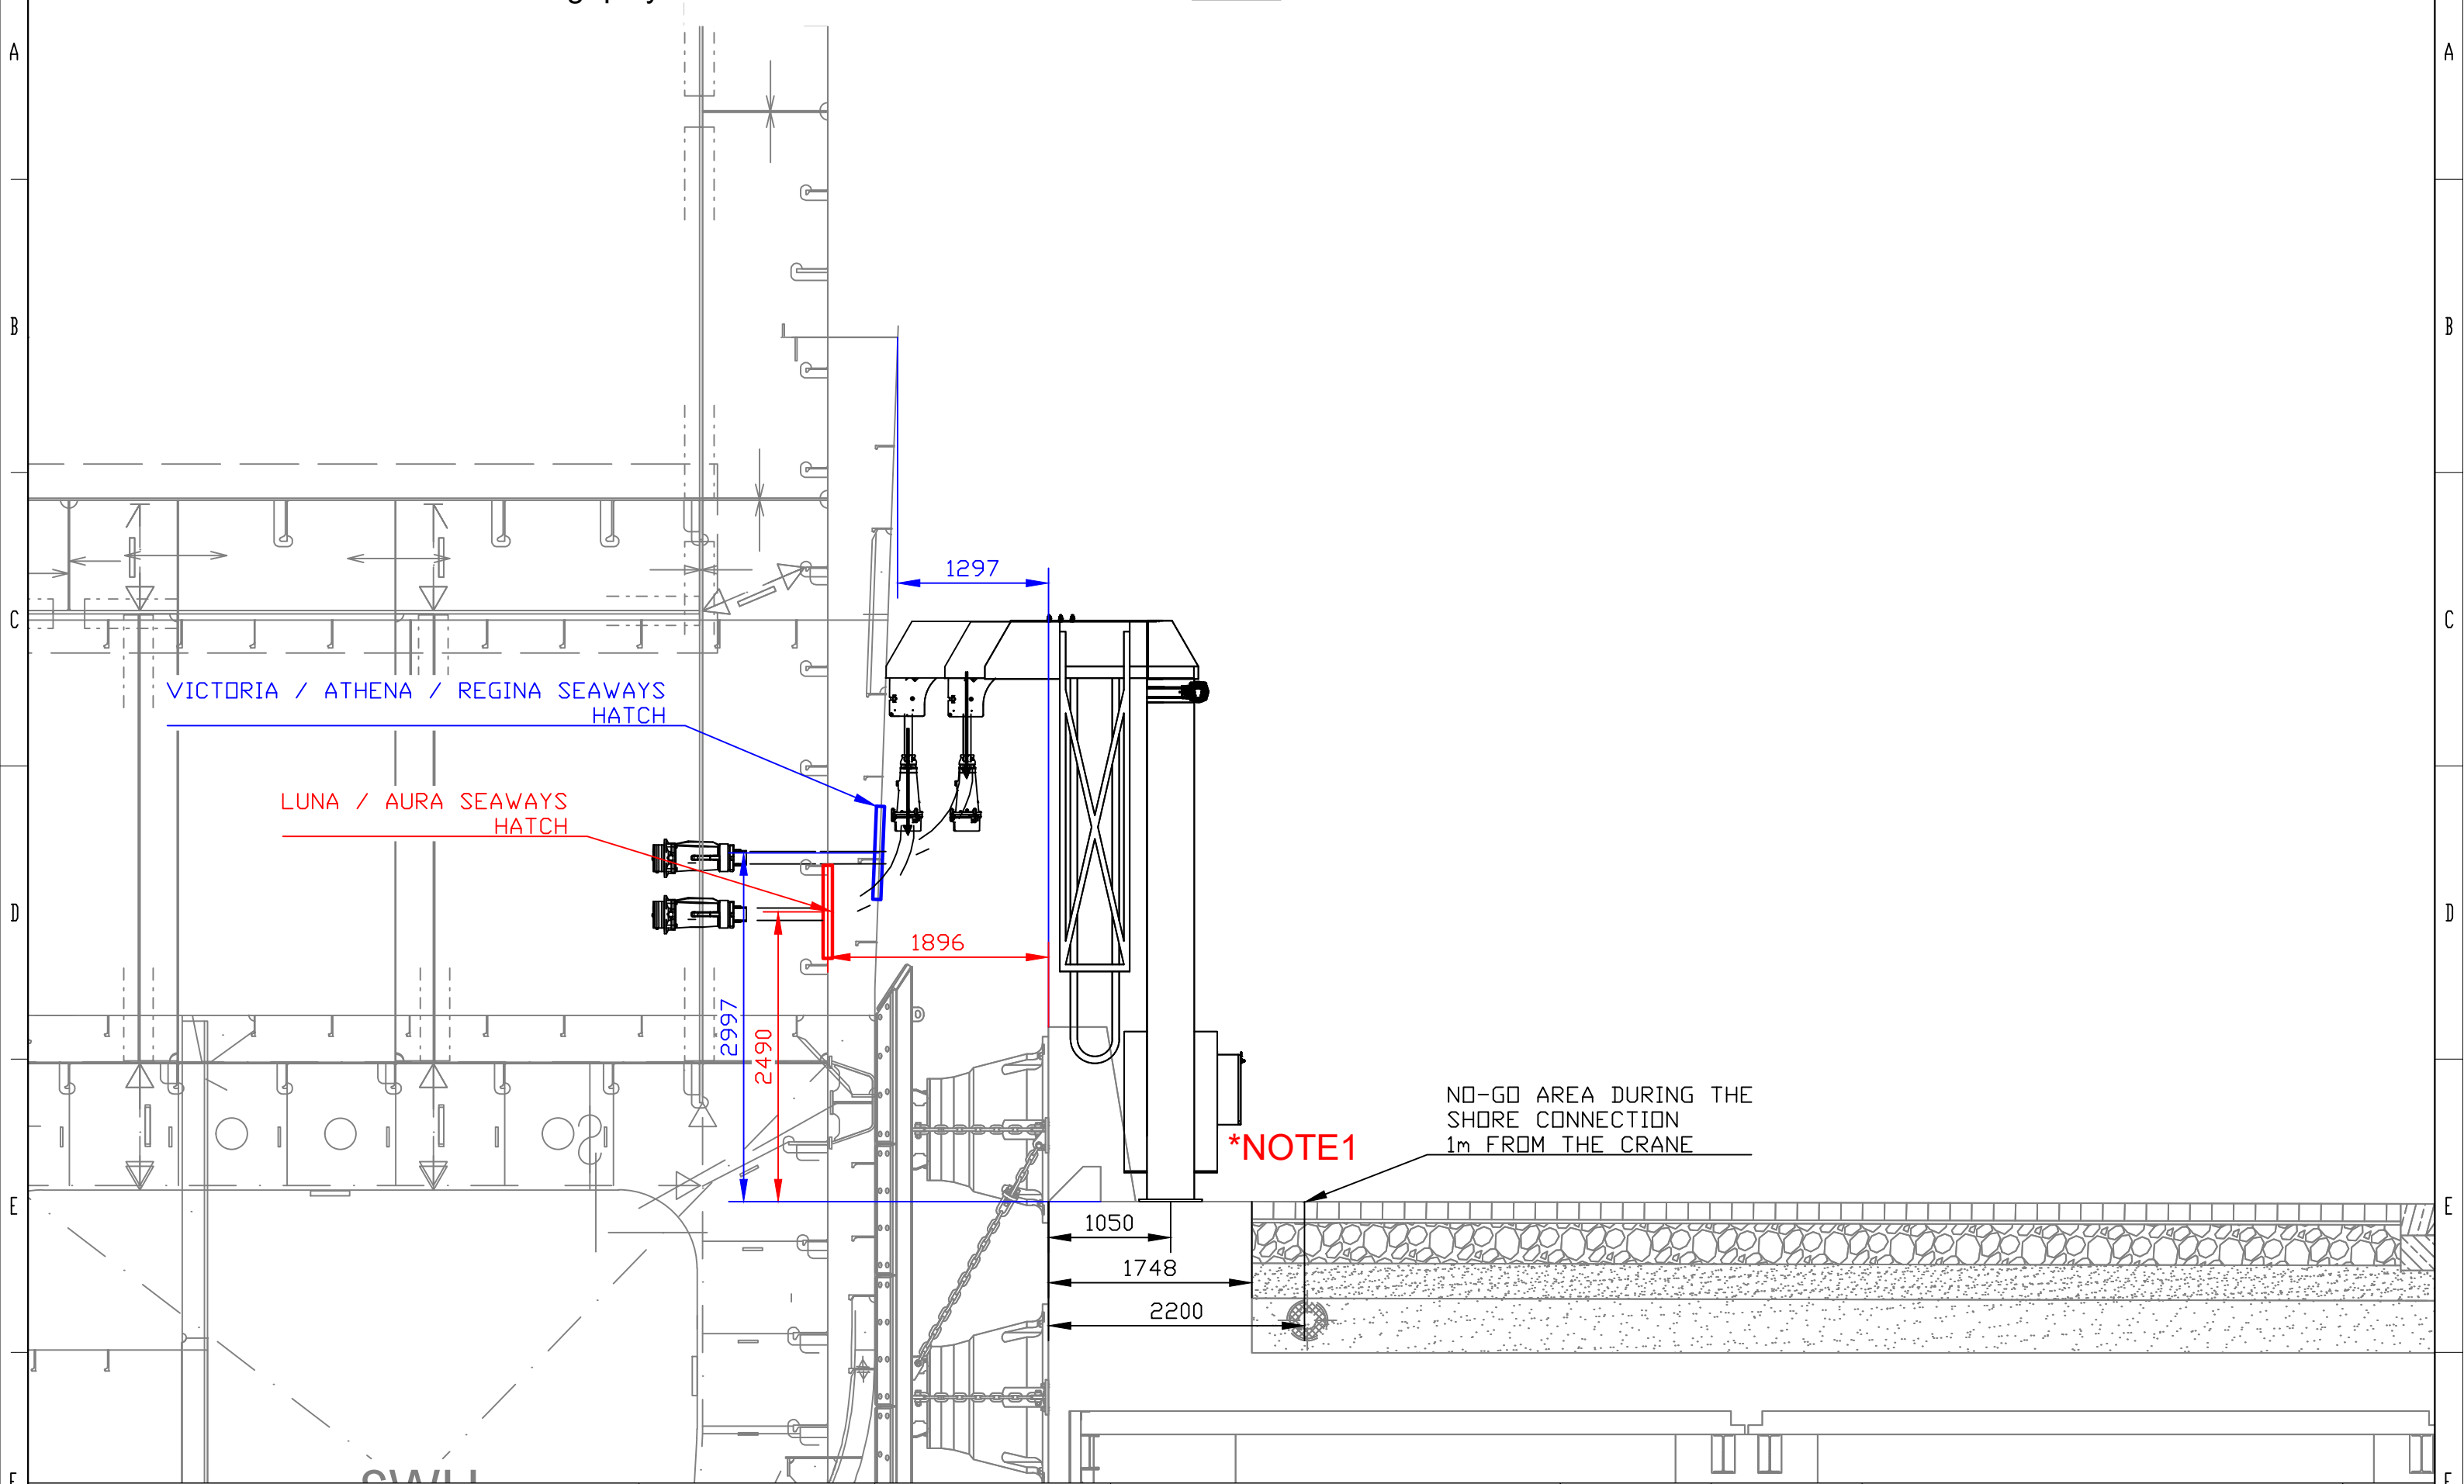 A
A
B
B
1297
C
C
VICTORIA / ATHENA / REGINA SEAWAYS
HATCH
LUNA / AURA SEAWAYS
HATCH
D
D
1896
2997
2490
NO-GO AREA DURING THE
SHORE CONNECTION
1m FROM THE CRANE
*NOTE1
E
E
1050
1748
2200